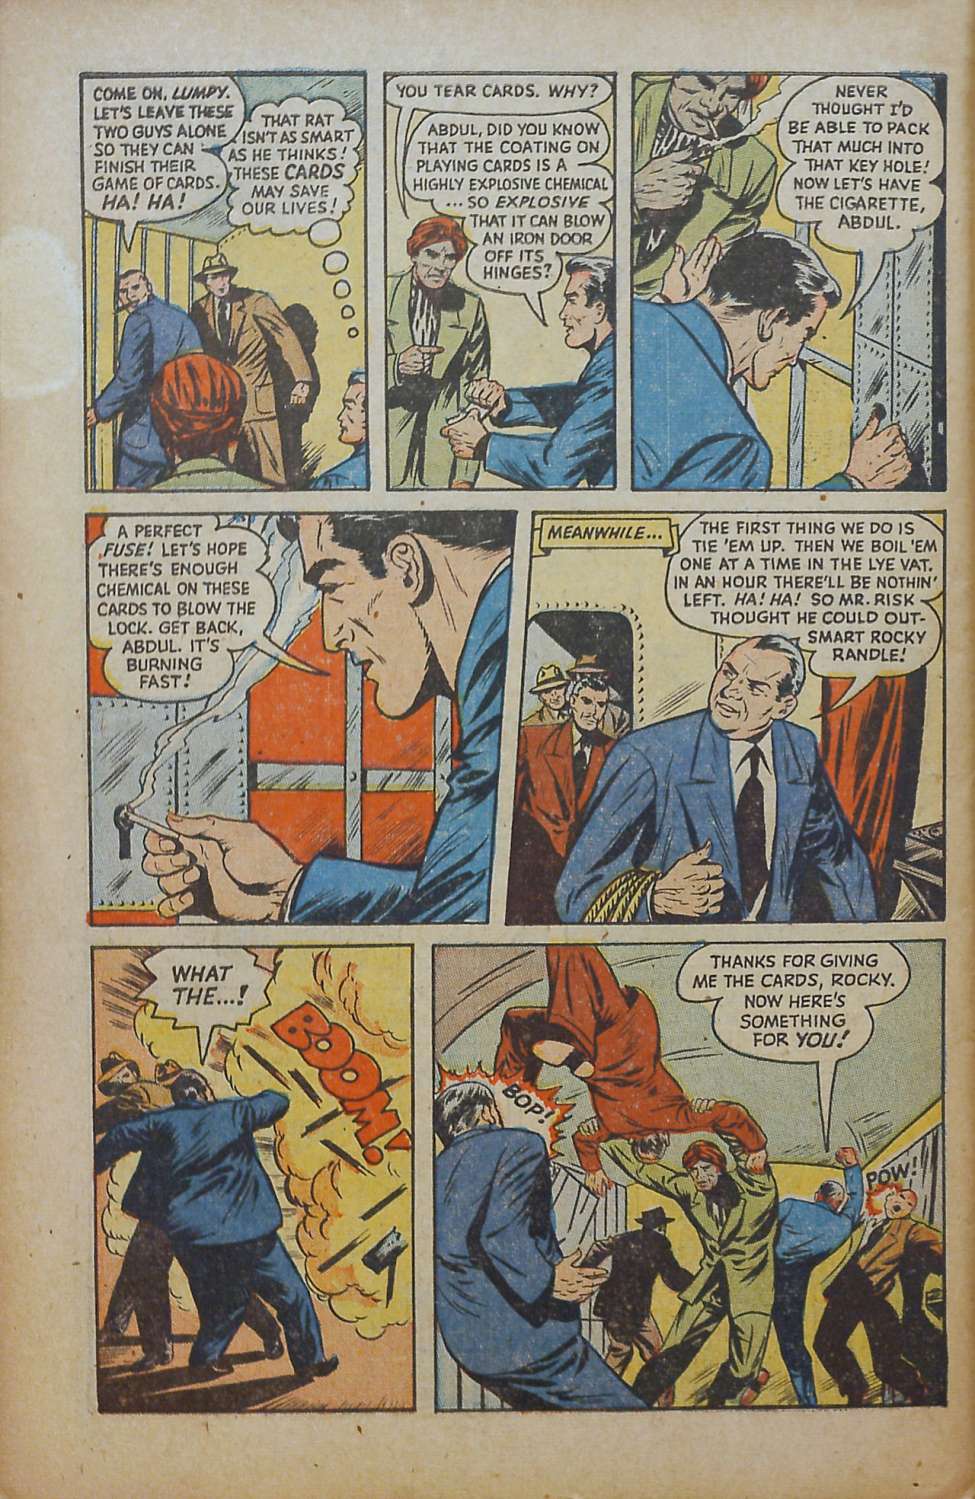 COME ON, LUMPY.
LET'S LEAVE THESE
TWO GUYS ALONE
SO THEY CAN
FINISH THEIR
GAME OF CARDS.
HA! HA!
THAT RAT
ISN'T AS SMART
AS HE THINKS!
THESE CARDS
MAY SAVE
OUR LIVES!
YOU TEAR CARDS. WHY?
ABDUL, DID YOU KNOW
THAT THE COATING ON
PLAYING CARDS IS A
HIGHLY EXPLOSIVE CHEMICAL
... SO EXPLOSIVE
THAT IT CAN BLOW
AN IRON DOOR
OFF ITS
HINGES?
NEVER
THOUGHT I'D
BE ABLE TO PACK
THAT MUCH INTO
THAT KEY HOLE!
NOW LET'S HAVE
THE CIGARETTE,
ABDUL.
A PERFECT
FUSE! LET'S HOPE
THERE'S ENOUGH
CHEMICAL ON THESE
CARDS TO BLOW THE
LOCK. GET BACK,
ABDUL. IT'S
BURNING
FAST!
MEANWHILE...
THE FIRST THING WE DO IS
TIE 'EM UP. THEN WE BOIL 'EM
ONE AT A TIME IN THE LYE VAT.
IN AN HOUR THERE'LL BE NOTHIN'
LEFT. HA! HA! SO MR. RISK
THOUGHT HE COULD OUT-
SMART ROCKY
RANDLE!
WHAT
THE...!
BOOM!
THANKS FOR GIVING
ME THE CARDS, ROCKY.
NOW HERE'S
SOMETHING
FOR YOU!
BOP!
POW!